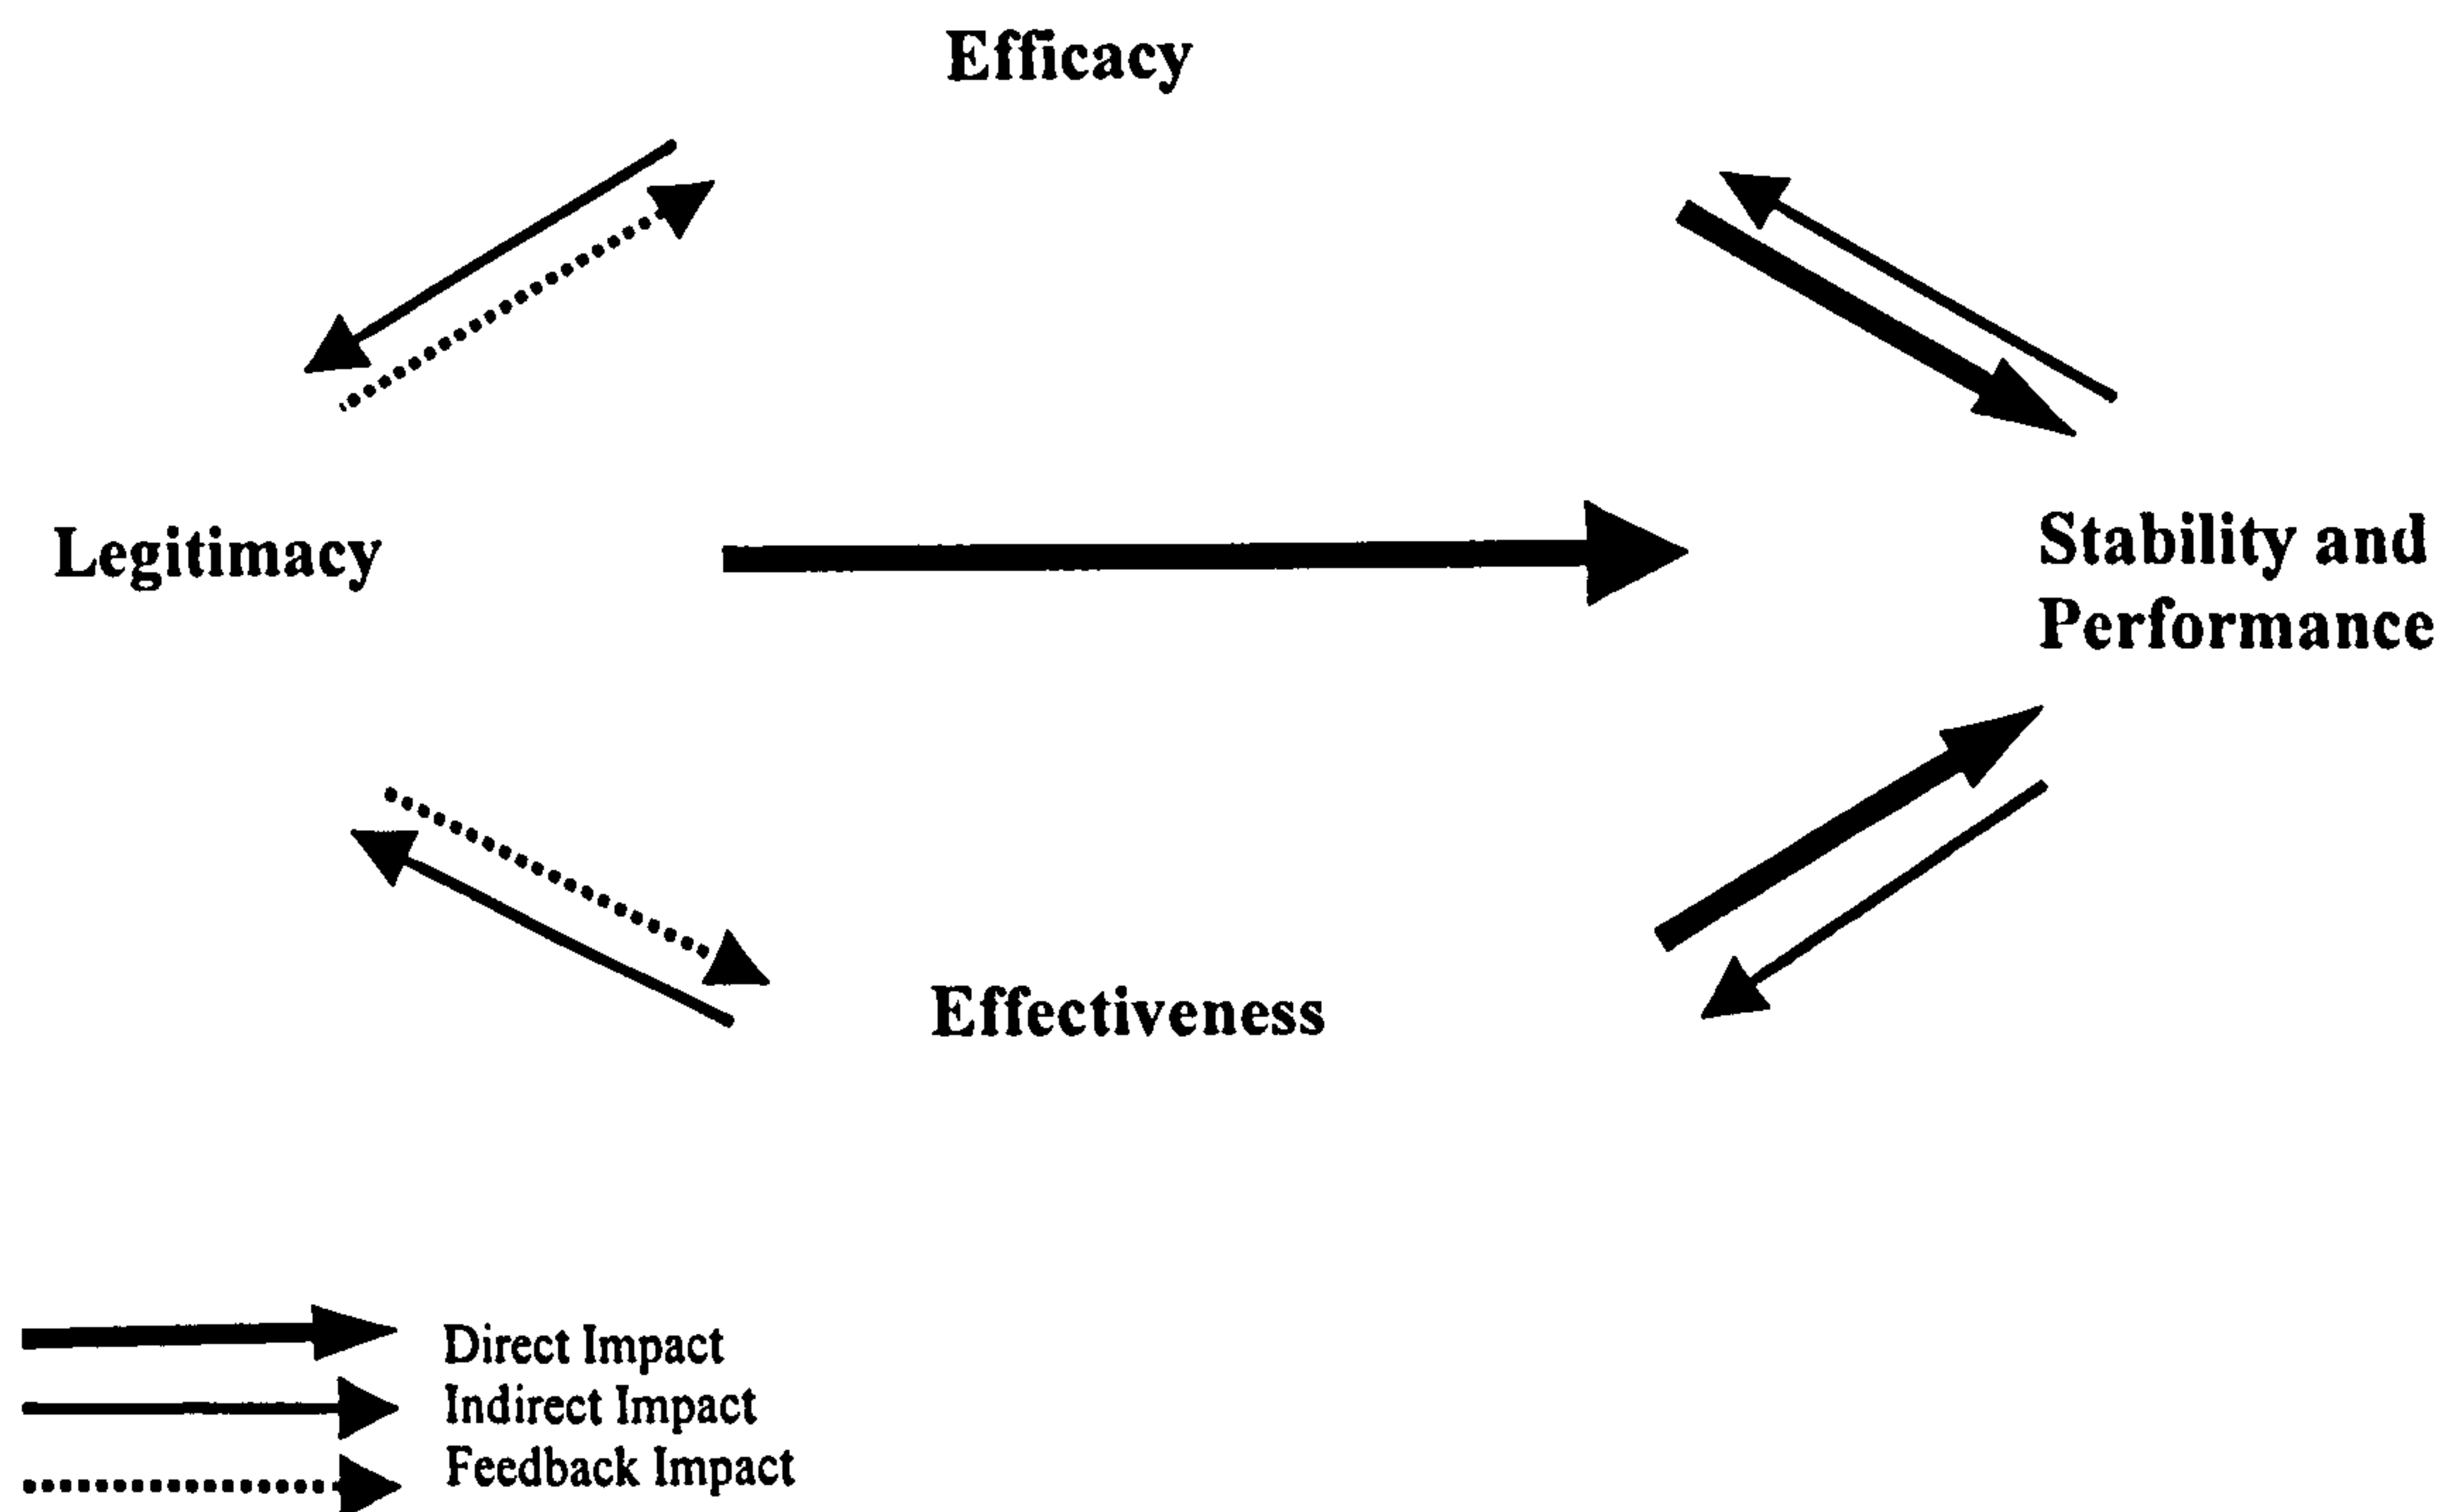 Efficacy
Legitimacy
Stability and
Performance
Effectiveness
Direct Impact
Indirect Impact
Feedback Impact